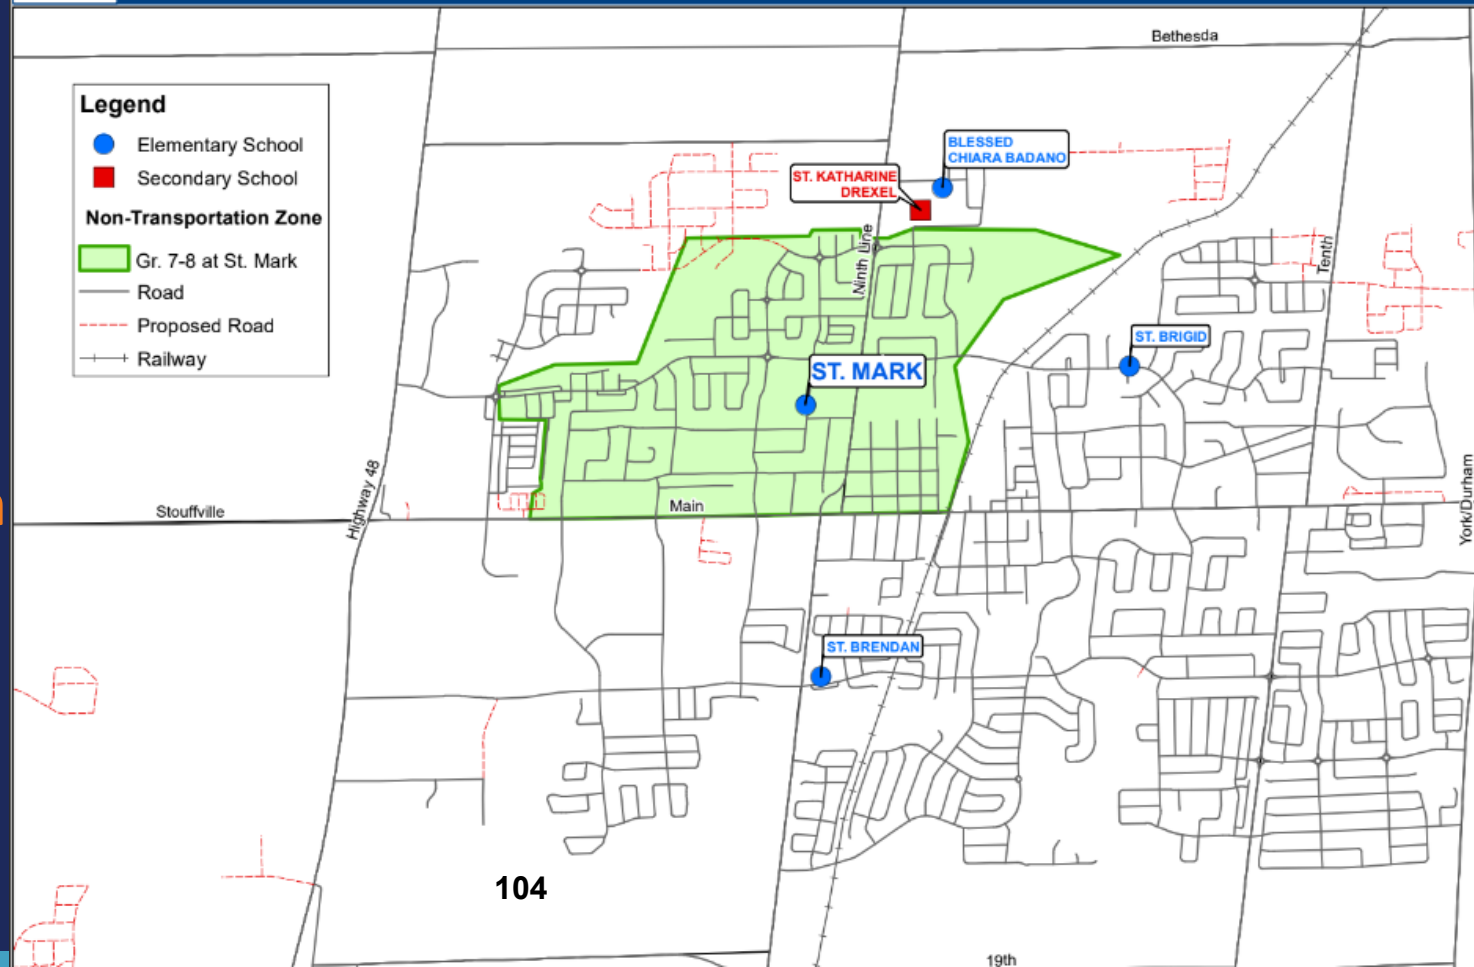 Bethesda
Legend
Elementary School
Secondary School
Non-Transportation Zone
Gr. 7-8 at St. Mark
Road
Proposed Road
Railway
BLESSED
CHIARA BADANO
ST. KATHARINE
DREXEL
Ninth Line
Tenth
ST. BRIGID
ST. MARK
Highway 48
York/Durham
Stouffville
Main
ST. BRENDAN
104
19th